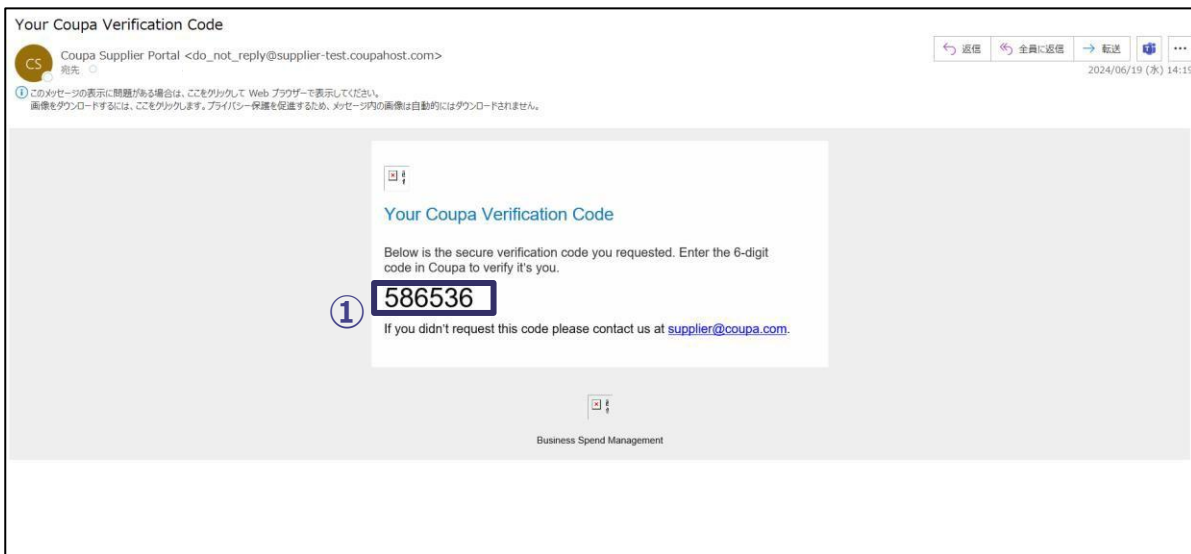 Your Coupa Verification Code
CS
Coupa Supplier Portal <do_not_reply@supplier-test.coupahost.com>
宛先
返信
全員に返信
転送
2024/06/19 (水) 14:19
このメッセージの表示に問題がある場合は、ここをクリックして Web ブラウザーで表示してください。
画像をダウンロードするには、ここをクリックします。プライバシー保護を促進するため、メッセージ内の画像は自動的にはダウンロードされません。
Your Coupa Verification Code
Below is the secure verification code you requested. Enter the 6-digit
code in Coupa to verify it's you.
①
586536
If you didn't request this code please contact us at supplier@coupa.com.
Business Spend Management